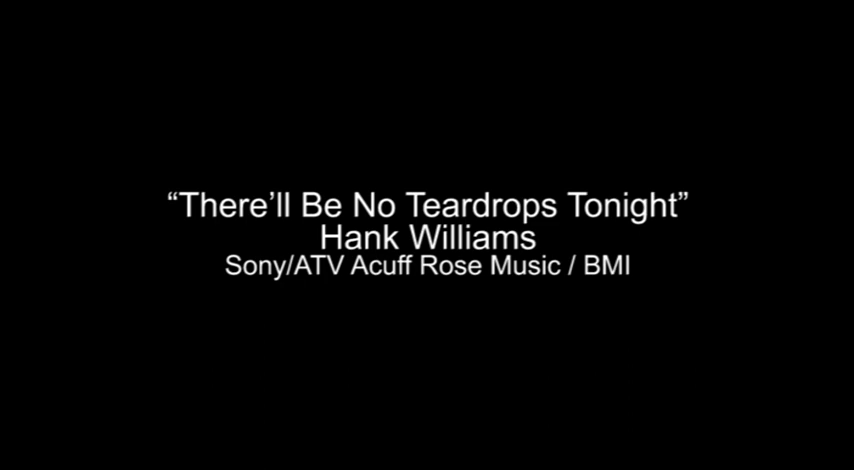 “There’ll Be No Teardrops Tonight”
Hank Williams
Sony/ATV Acuff Rose Music / BMI